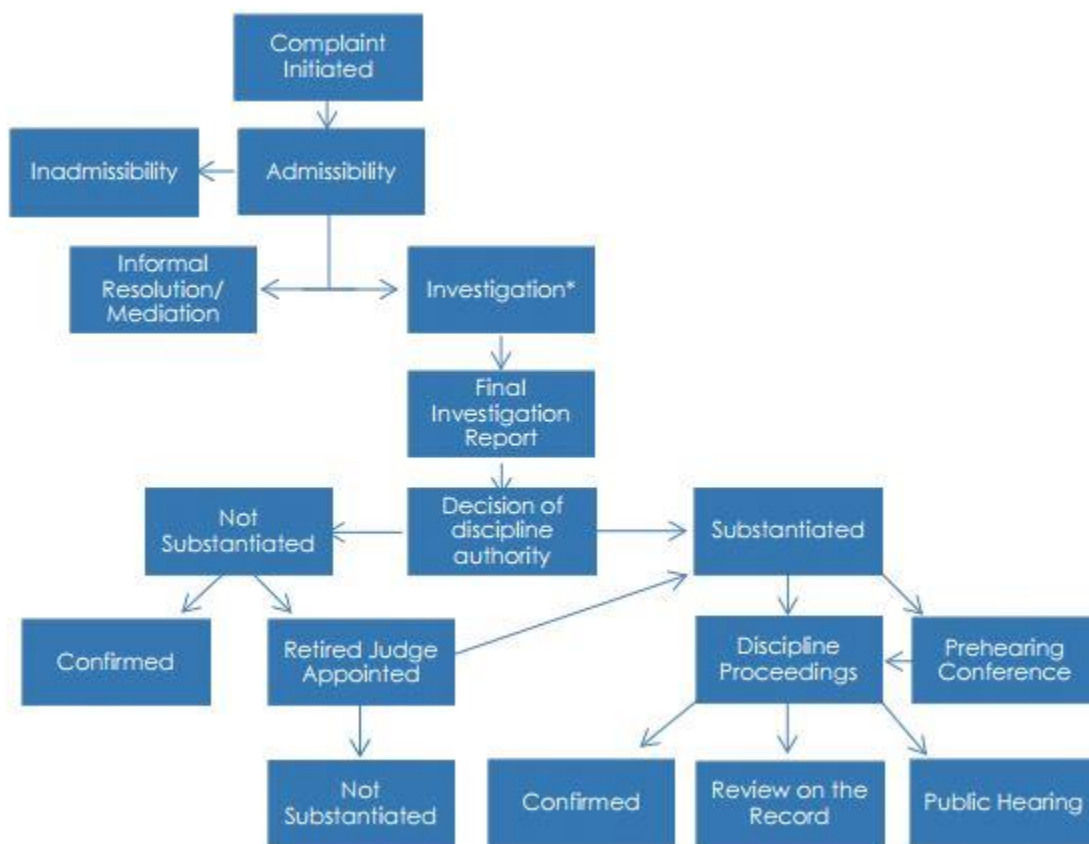 Complaint
Initiated
Inadmissibility
Admissibility
Informal
Resolution/
Mediation
Investigation*
Final
Investigation
Report
Not
Substantiated
Decision of
discipline
authority
Substantiated
Confirmed
Retired Judge
Appointed
Discipline
Proceedings
Prehearing
Conference
Not
Substantiated
Confirmed
Review on the
Record
Public Hearing